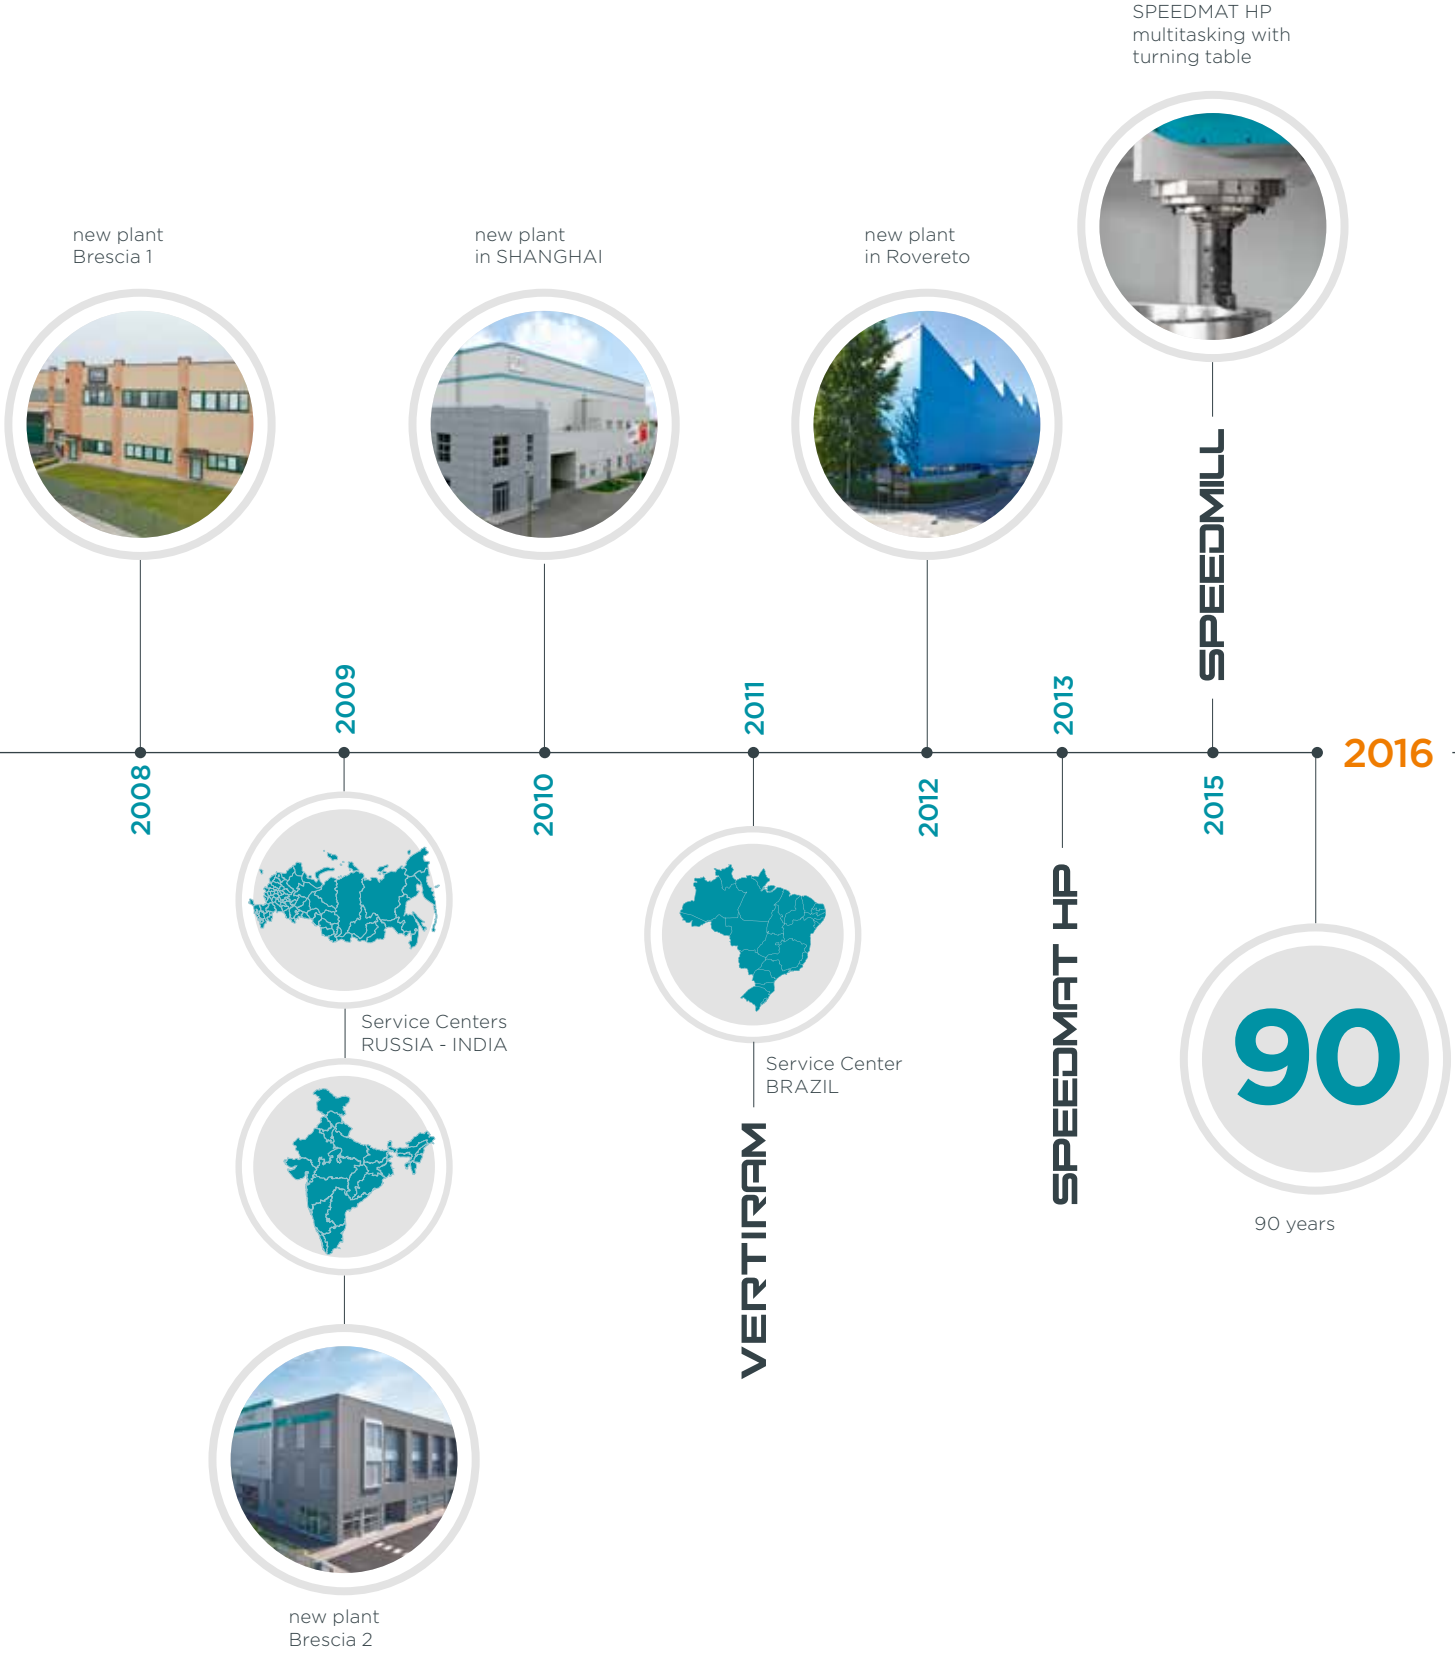 SPEEDMAT HP
multitasking with
turning table
new plant
Brescia 1
new plant
in SHANGHAI
new plant
in Rovereto
SPEEDMILL
2009
2011
2013
2016
2008
2010
2012
2015
SPEEDMAT HP
90
Service Centers
RUSSIA - INDIA
Service Center
BRAZIL
VERTIRAM
90 years
new plant
Brescia 2